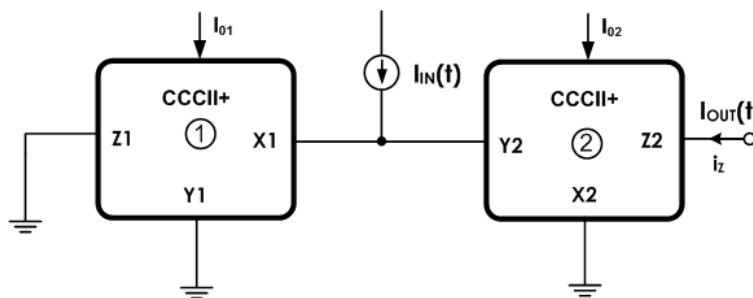 I01
I02
IIN(t)
CCCII+
CCCII+
IOUT(t
1
2
Z1
X1
Y2
Z2
iZ
Y1
X2